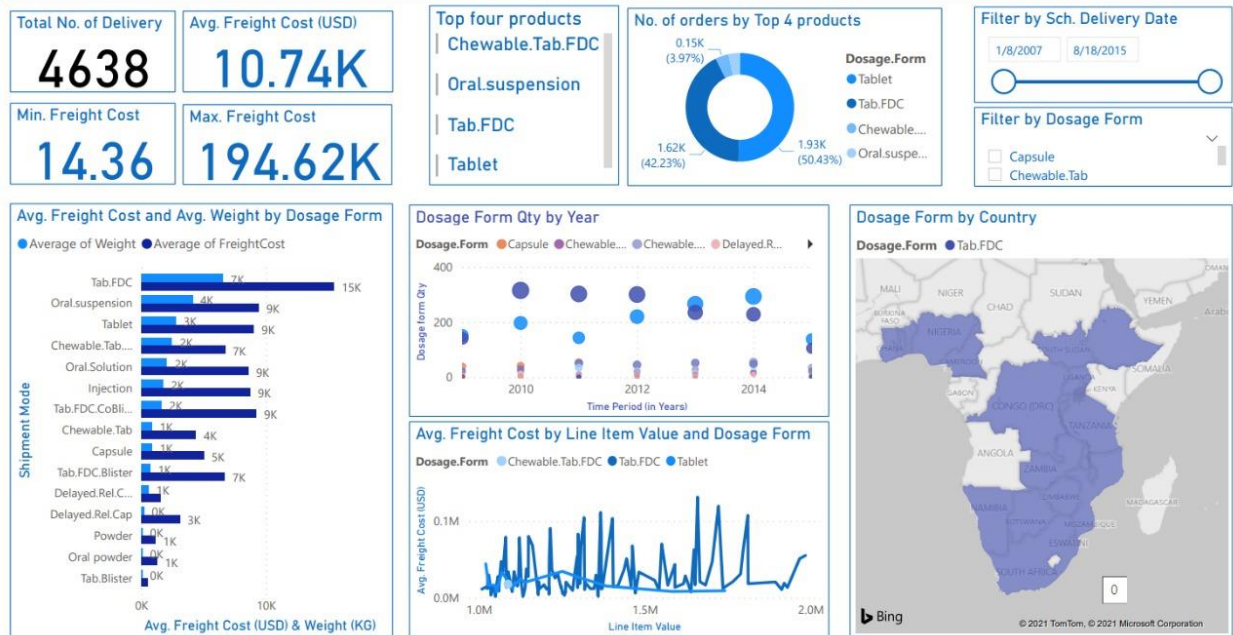 Total No. of Delivery
4638
Avg. Freight Cost (USD)
10.74K
Min. Freight Cost
14.36
Max. Freight Cost
194.62K
Top four products
Chewable.Tab.FDC
Oral.suspension
Tab.FDC
Tablet
No. of orders by Top 4 products
0.15K
(3.97%)
1.62K
(42.23%)
1.93K
(50.43%)
Dosage.Form
Tablet
Tab.FDC
Chewable....
Oral.suspe...
Filter by Sch. Delivery Date
1/8/2007 8/18/2015
Filter by Dosage Form
Capsule
Chewable.Tab
Avg. Freight Cost and Avg. Weight by Dosage Form
Average of Weight Average of FreightCost
Shipment Mode
Tab.FDC 7K 15K
Oral.suspension 4K 9K
Tablet 3K 9K
Chewable.Tab.... 2K 7K
Oral.Solution 2K 9K
Injection 2K 9K
Tab.FDC.CoBli... 2K 9K
Chewable.Tab 1K 4K
Capsule 1K 5K
Tab.FDC.Blister 1K 7K
Delayed.Rel.C... 1K
Delayed.Rel.Cap 0K 3K
Powder 0K 1K
Oral powder 0K 1K
Tab.Blister 0K
0K 10K
Avg. Freight Cost (USD) & Weight (KG)
Dosage Form Qty by Year
Dosage.Form Capsule Chewable.... Chewable.... Delayed.R...
Dosage form Qty
400
200
0
2010 2012 2014
Time Period (in Years)
Avg. Freight Cost by Line Item Value and Dosage Form
Dosage.Form Chewable.Tab.FDC Tab.FDC Tablet
Avg. Freight Cost (USD)
0.1M
0.0M
1.0M 1.5M 2.0M
Line Item Value
Dosage Form by Country
Dosage.Form Tab.FDC
MALI
NIGER
CHAD
SUDAN
YEMEN
OMAN
BURKINA
FASO
NIGERIA
SOUTH SUDAN
SOMALIA
UGANDA
KENYA
GABON
CONGO (DRC)
TANZANIA
ANGOLA
ZAMBIA
ZIMBABWE
MADAGASCAR
NAMIBIA
BOTSWANA
MOZAMBIQUE
ESWATINI
SOUTH AFRICA
0
Bing
© 2021 TomTom, © 2021 Microsoft Corporation